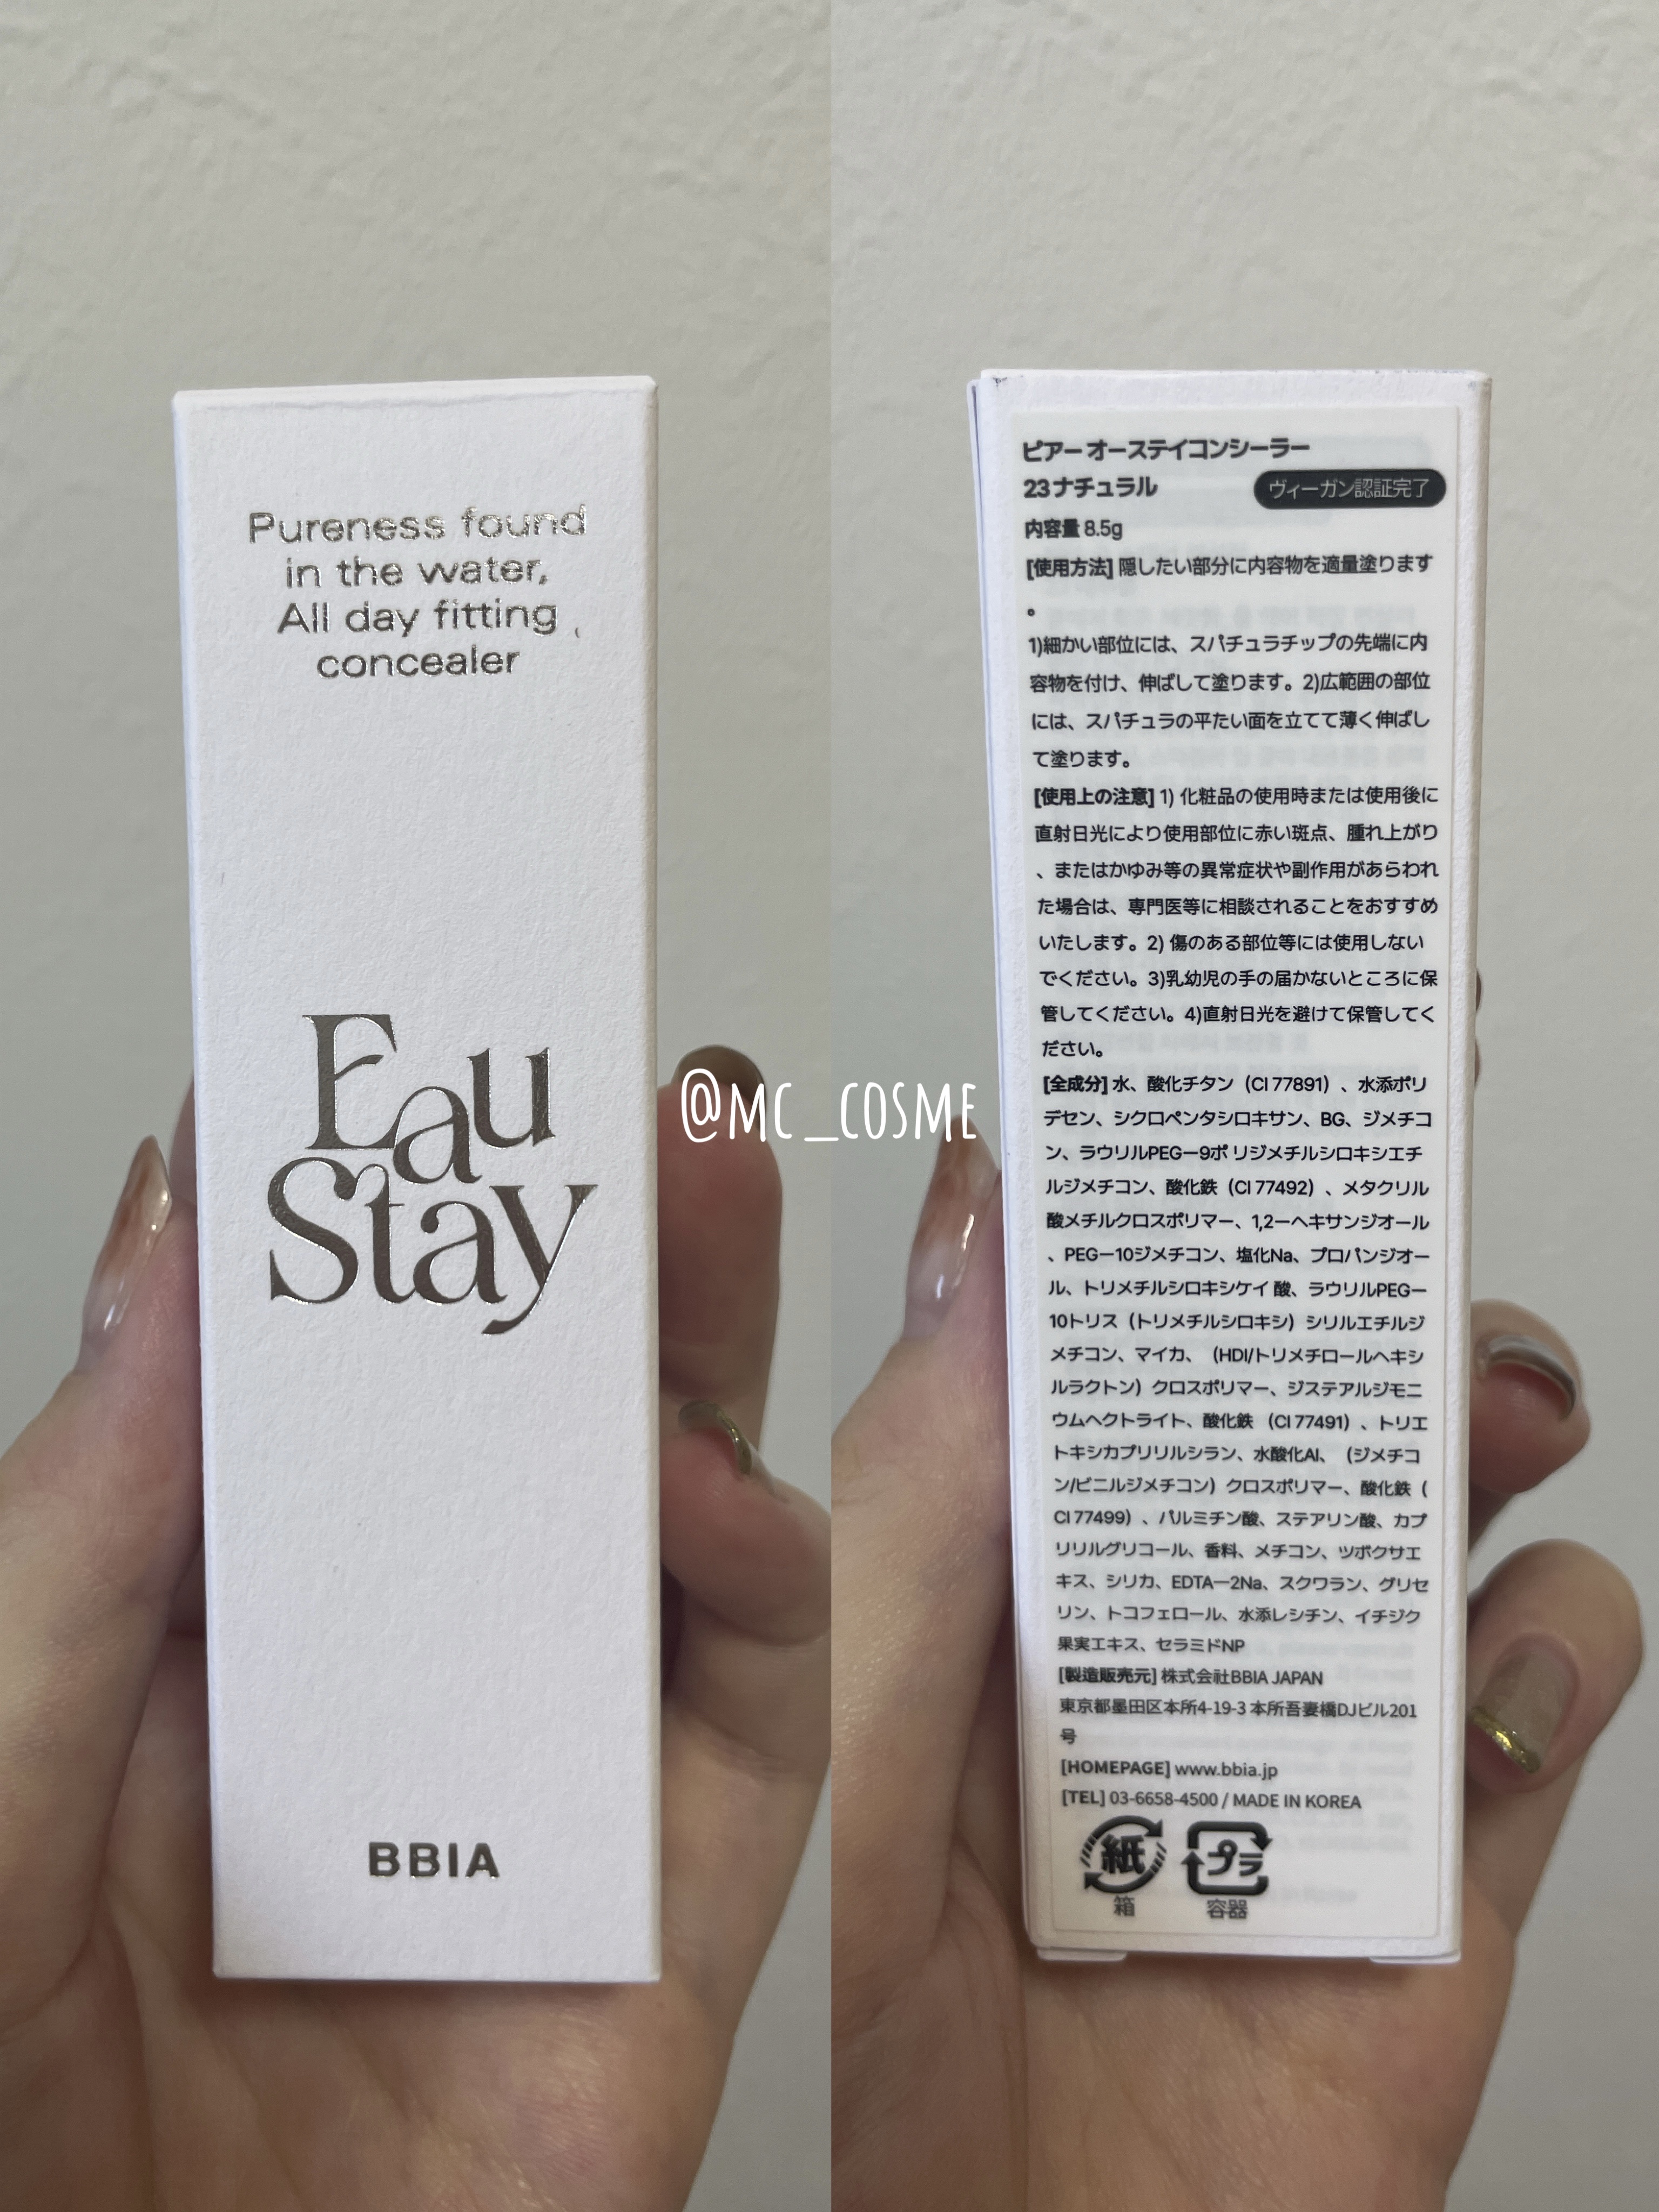 Pureness found
in the water,
All day fitting
concealer
Eau
Stay
BBIA
@MC_COSME
ピアー オーステイコンシーラー
23ナチュラル
ヴィーガン認証完了
内容量 8.5g
[使用方法] 隠したい部分に内容物を適量塗ります
。
1)細かい部位には、スパチュラチップの先端に内
容物を付け、伸ばして塗ります。2)広範囲の部位
には、スパチュラの平たい面を立てて薄く伸ばし
て塗ります。
[使用上の注意] 1) 化粧品の使用時または使用後に
直射日光により使用部位に赤い斑点、腫れ上がり
、またはかゆみ等の異常症状や副作用があらわれ
た場合は、専門医等に相談されることをおすすめ
いたします。2) 傷のある部位等には使用しない
でください。3)乳幼児の手の届かないところに保
管してください。4)直射日光を避けて保管してく
ださい。
[全成分] 水、酸化チタン（CI 77891）、水添ポリ
デセン、シクロペンタシロキサン、BG、ジメチコ
ン、ラウリルPEGー9ポ リジメチルシロキシエチ
ルジメチコン、酸化鉄（CI 77492）、メタクリル
酸メチルクロスポリマー、1,2ーヘキサンジオール
、PEGー10ジメチコン、塩化Na、プロパンジオー
ル、トリメチルシロキシケイ 酸、ラウリルPEGー
10トリス（トリメチルシロキシ）シリルエチルジ
メチコン、マイカ、（HDI/トリメチロールヘキシ
ルラクトン）クロスポリマー、ジステアルジモニ
ウムヘクトライト、酸化鉄 （CI 77491）、トリエ
トキシカプリリルシラン、水酸化Al、（ジメチコ
ン/ビニルジメチコン）クロスポリマー、酸化鉄（
CI 77499）、パルミチン酸、ステアリン酸、カプ
リリルグリコール、香料、メチコン、ツボクサエ
キス、シリカ、EDTAー2Na、スクワラン、グリセ
リン、トコフェロール、水添レシチン、イチジク
果実エキス、セラミドNP
[製造販売元] 株式会社BBIA JAPAN
東京都墨田区本所4-19-3 本所吾妻橋DJビル201
号
[HOMEPAGE] www.bbia.jp
[TEL] 03-6658-4500 / MADE IN KOREA
紙 プラ
箱 容器